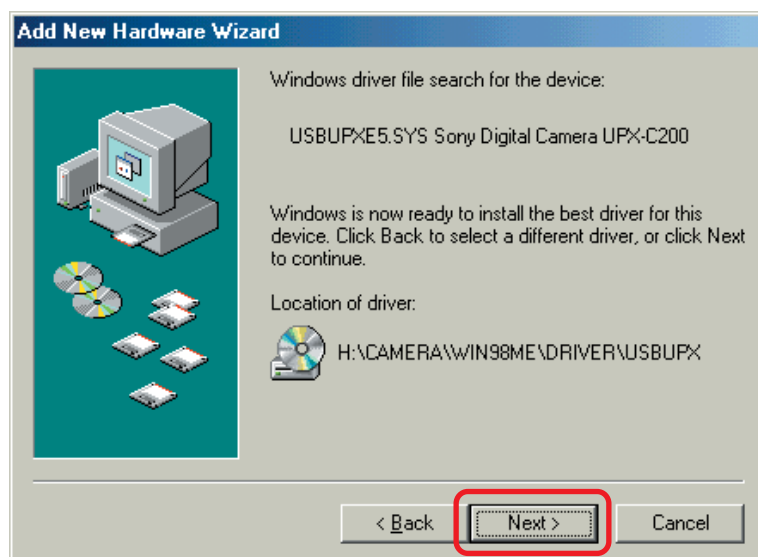 Add New Hardware Wizard
Windows driver file search for the device:
USBUPXE5.SYS Sony Digital Camera UPX-C200
Windows is now ready to install the best driver for this
device. Click Back to select a different driver, or click Next
to continue.
Location of driver:
H:\CAMERA\WIN98ME\DRIVER\USBUPX
< Back Next > Cancel